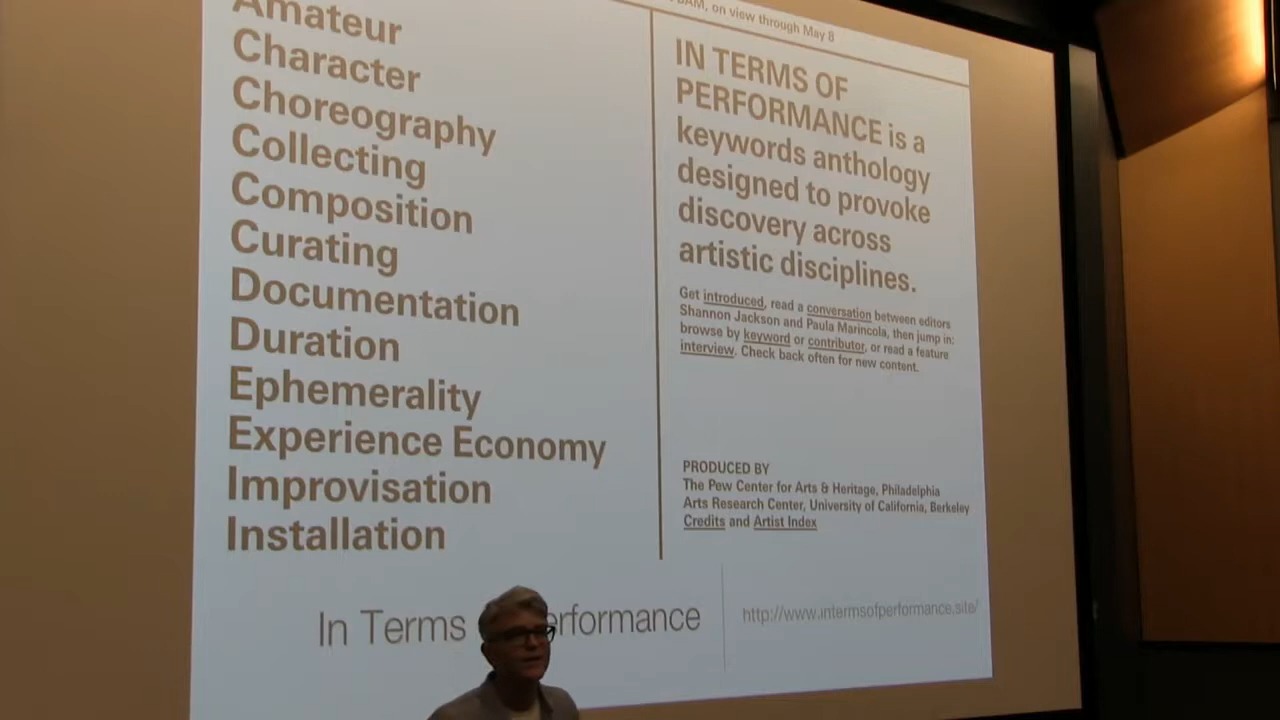 BAM, on view through May 8
Amateur
Character
Choreography
Collecting
Composition
Curating
Documentation
Duration
Ephemerality
Experience Economy
Improvisation
Installation
IN TERMS OF
PERFORMANCE is a
keywords anthology
designed to provoke
discovery across
artistic disciplines.
Get introduced, read a conversation between editors
Shannon Jackson and Paula Marincola, then jump in:
browse by keyword or contributor, or read a feature
interview. Check back often for new content.
PRODUCED BY
The Pew Center for Arts & Heritage, Philadelphia
Arts Research Center, University of California, Berkeley
Credits and Artist Index
In Terms erformance
http://www.intermsofperformance.site/